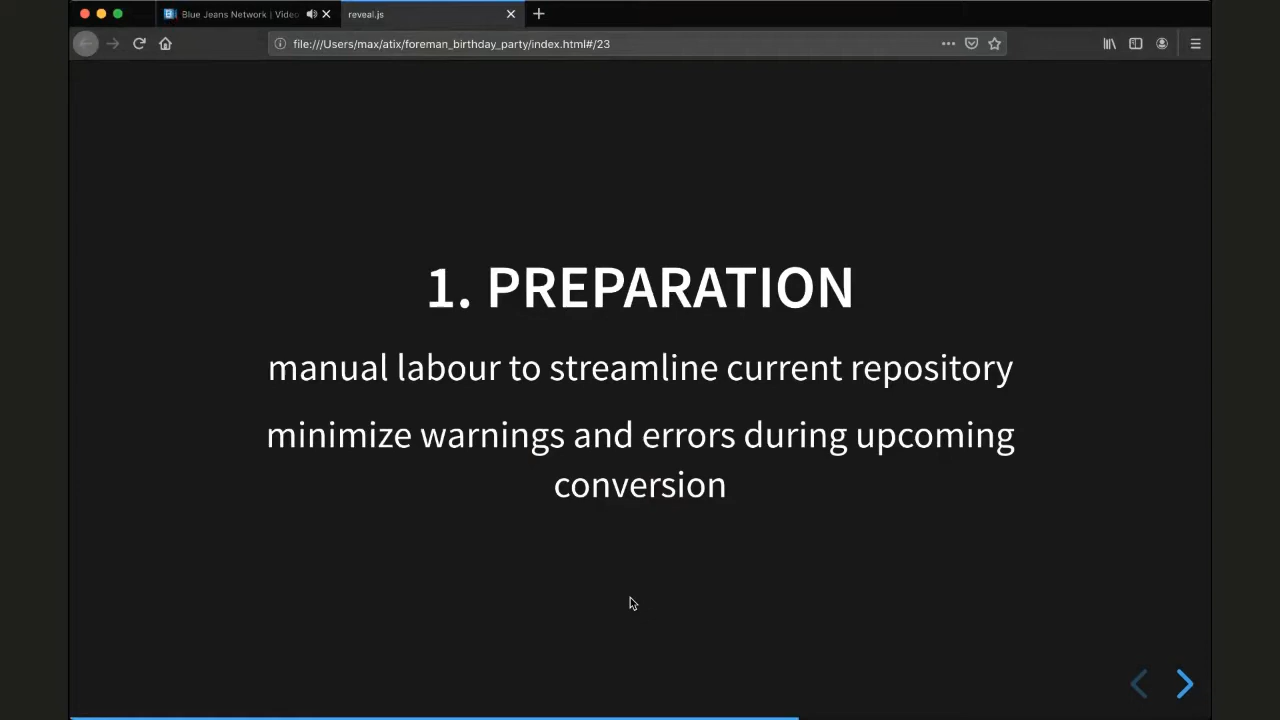 Blue Jeans Network | Video
reveal.js
file:///Users/max/atix/foreman_birthday_party/index.html#/23
1. PREPARATION
manual labour to streamline current repository
minimize warnings and errors during upcoming
conversion